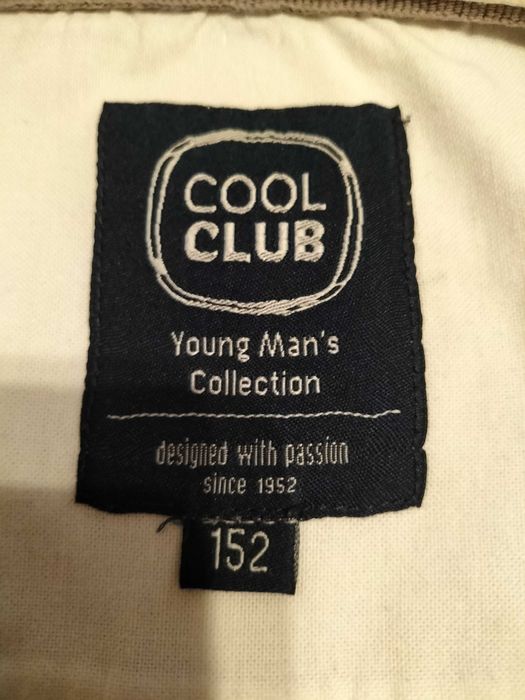 COOL
CLUB
Young Man's
Collection
designed with passion
since 1952
152